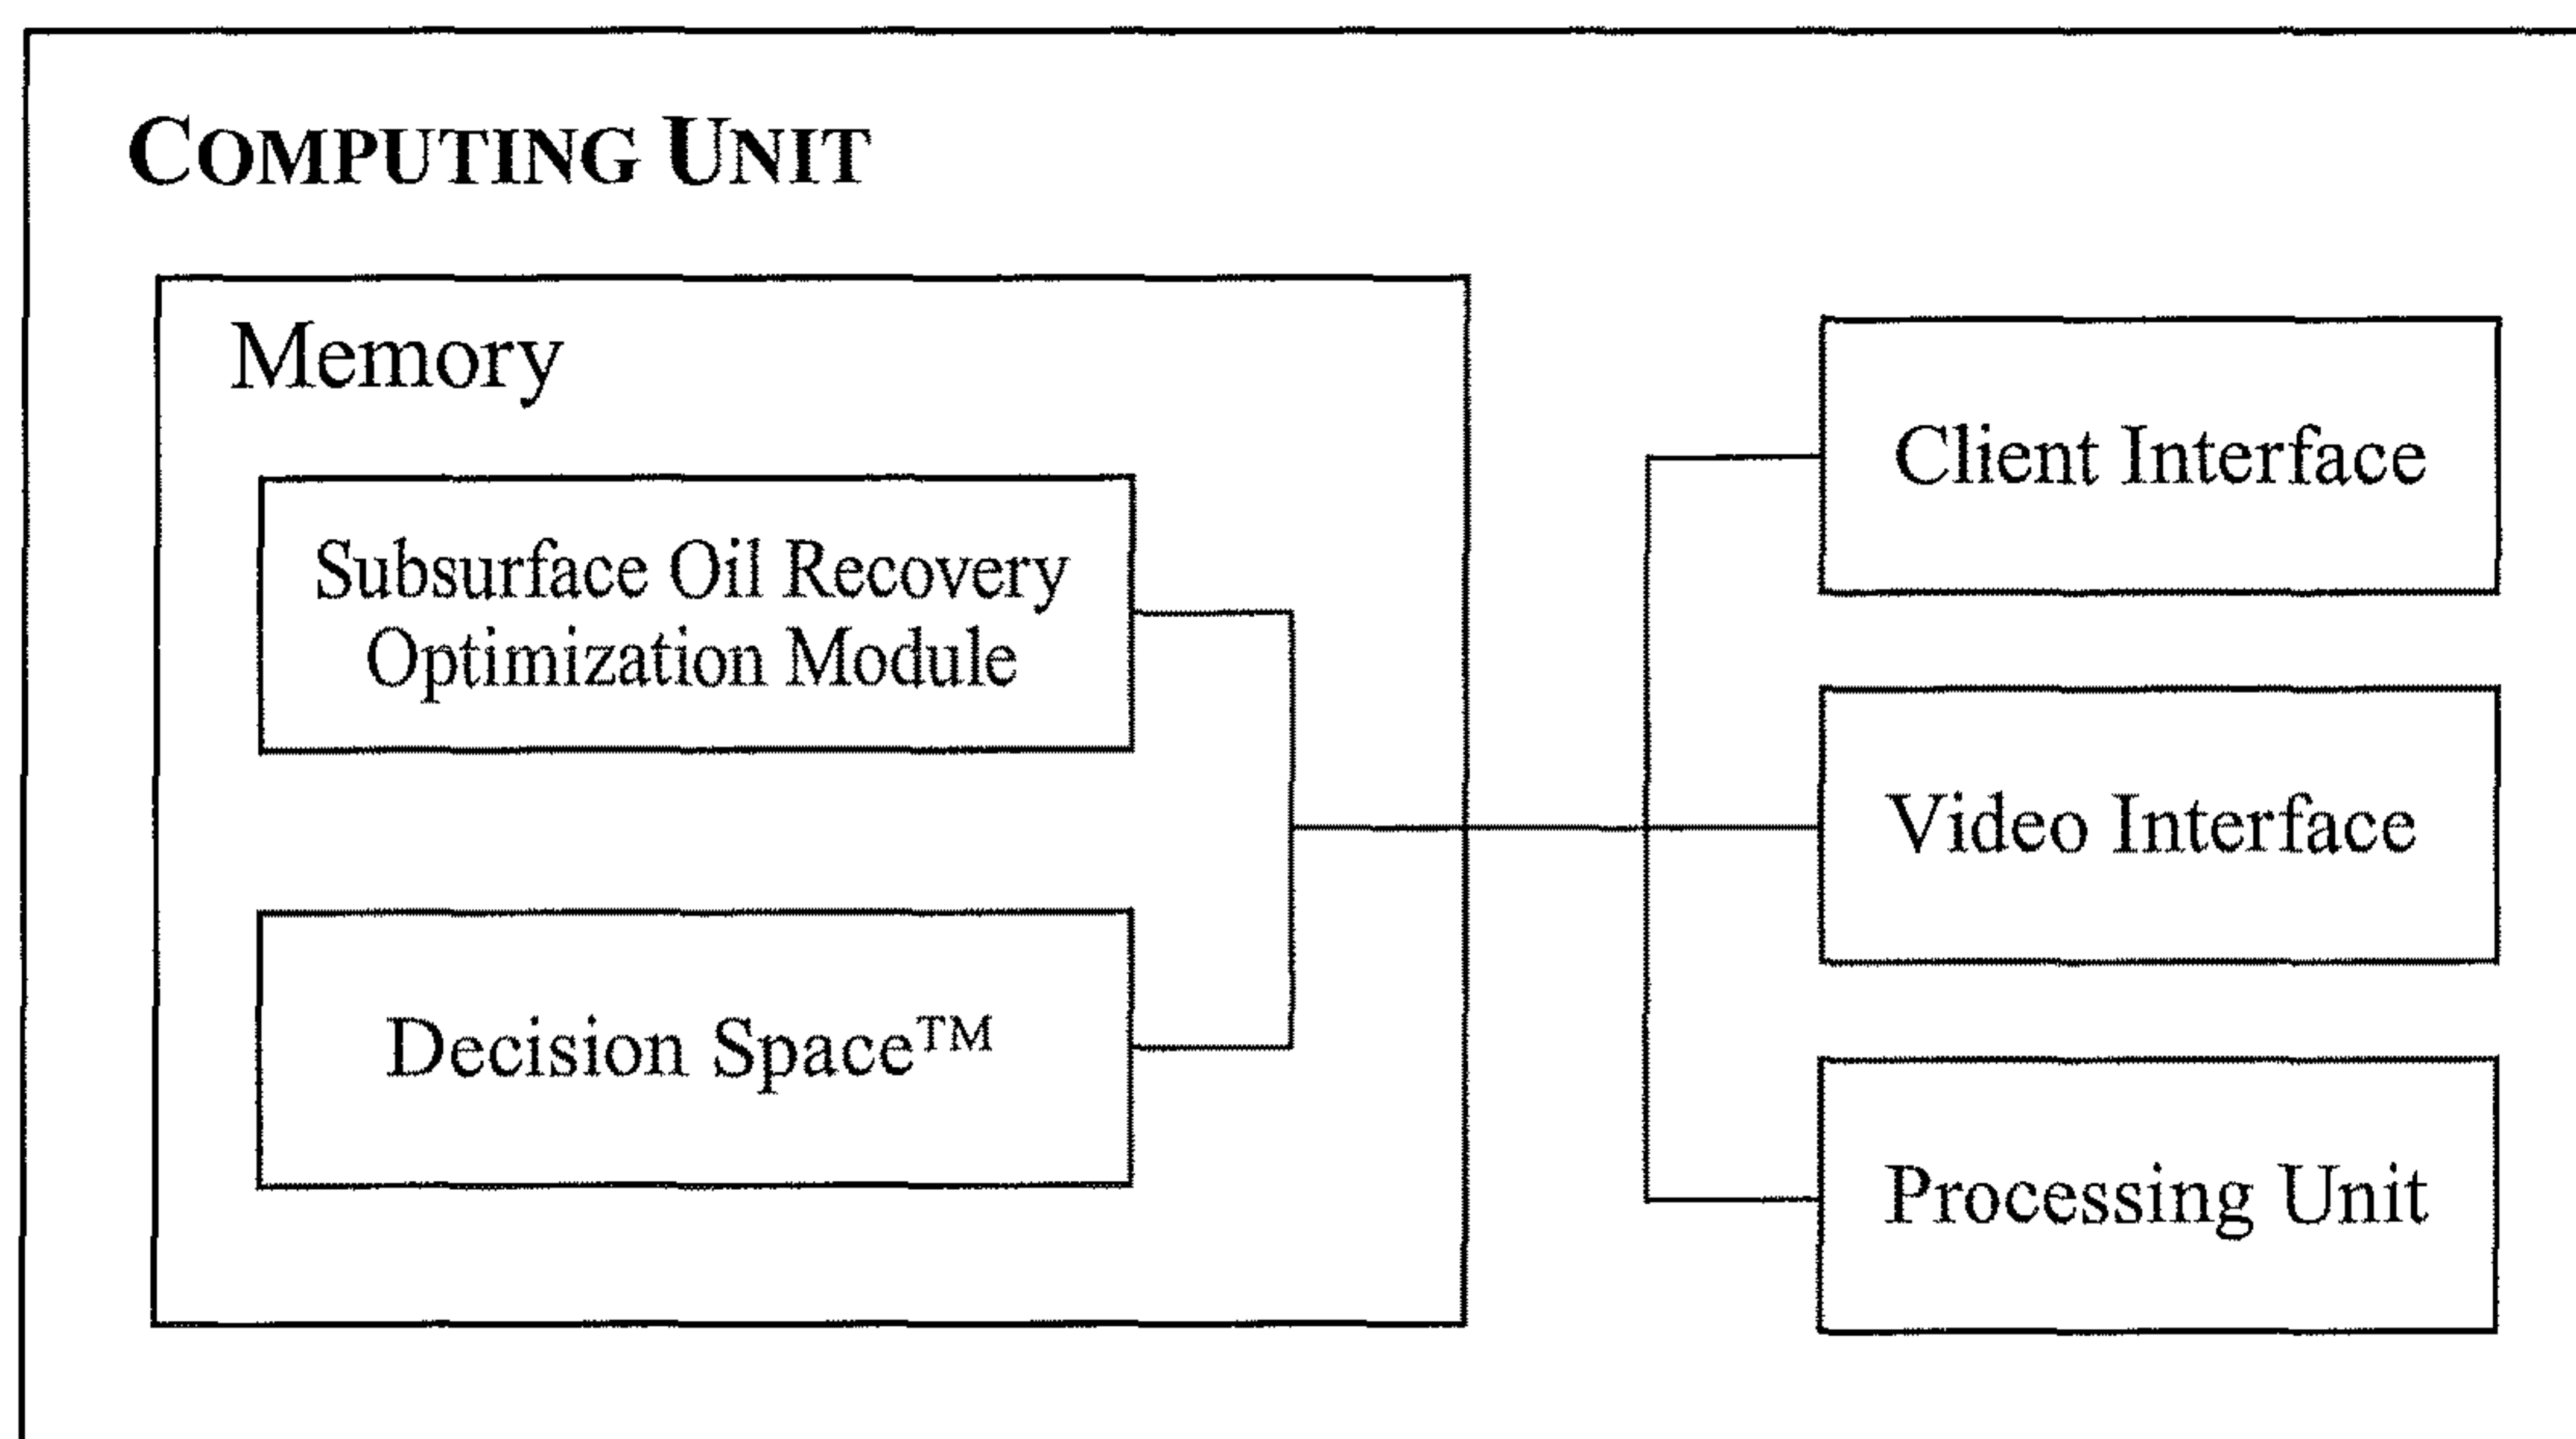 COMPUTING UNIT
Memory
Subsurface Oil Recovery
Optimization Module
Decision Space™
Client Interface
Video Interface
Processing Unit